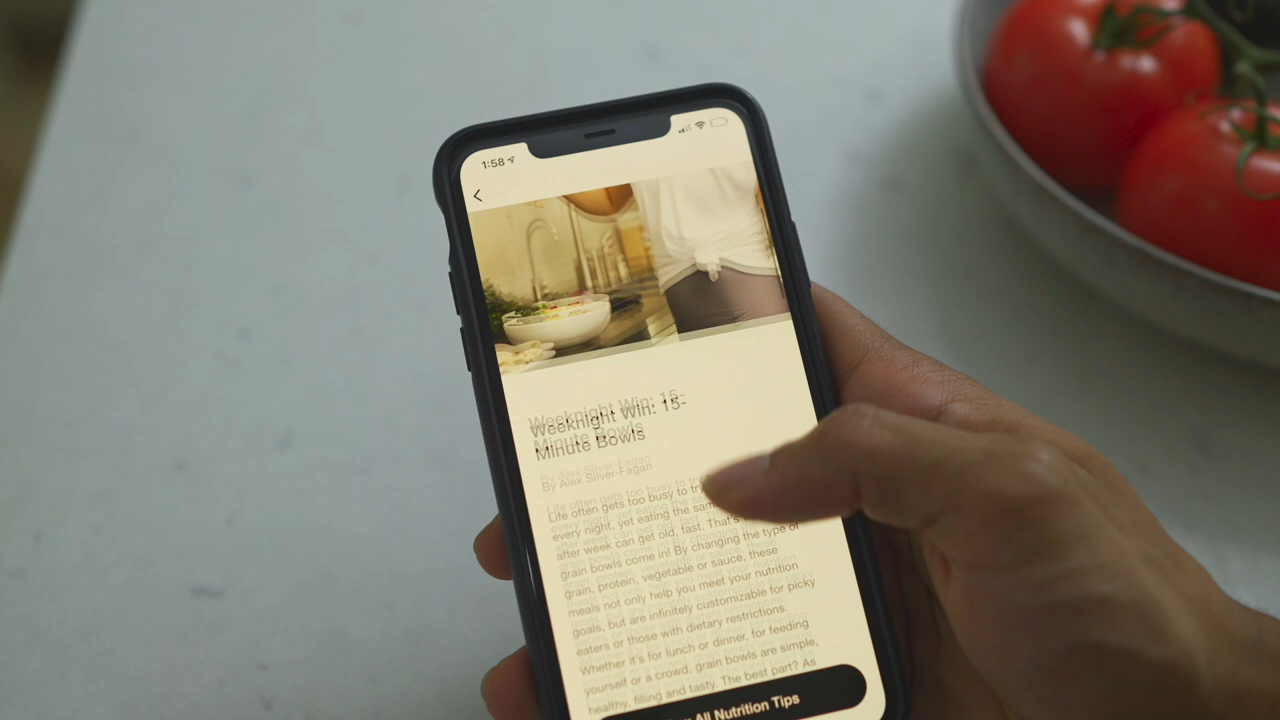 1:58
Weeknight Win: 15-
Minute Bowls
By Alex Silver-Fagan
Life often gets too busy to try
every night, yet eating the sam
after week can get old, fast. That's
grain bowls come in! By changing the type of
grain, protein, vegetable or sauce, these
meals not only help you meet your nutrition
goals, but are infinitely customizable for picky
eaters or those with dietary restrictions.
Whether it's for lunch or dinner, for feeding
yourself or a crowd, grain bowls are simple,
healthy, filling and tasty. The best part? As
All Nutrition Tips